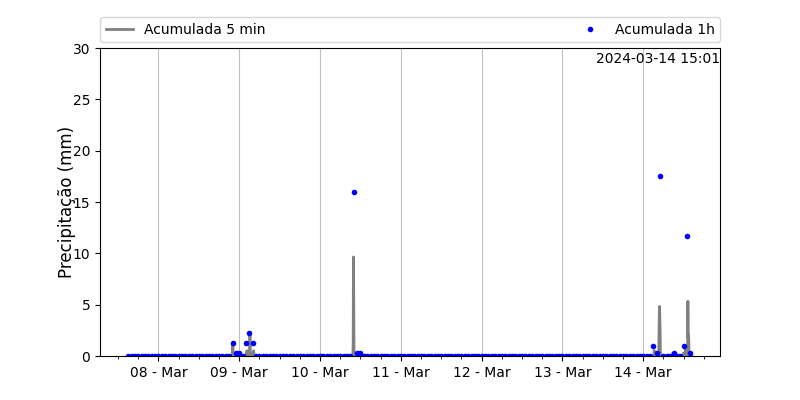 Acumulada 5 min
Acumulada 1h
2024-03-14 15:01
Precipitação (mm)
30
25
20
15
10
5
0
08 - Mar
09 - Mar
10 - Mar
11 - Mar
12 - Mar
13 - Mar
14 - Mar